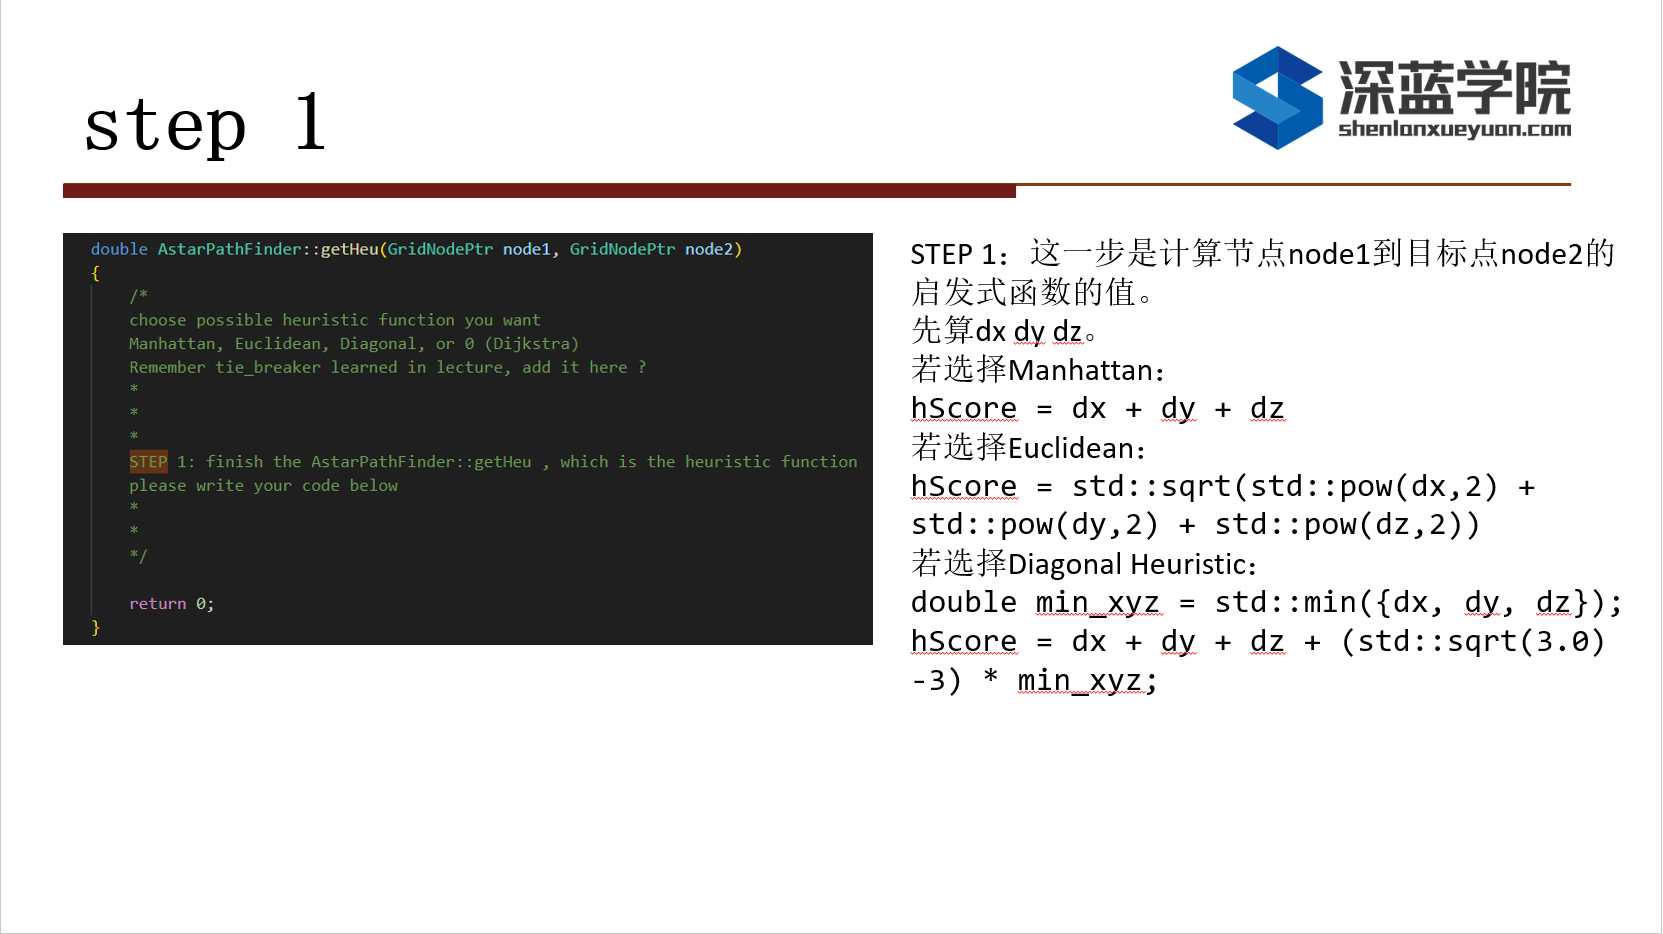 step 1
深蓝学院
shenlanxueyuan.com
double AstarPathFinder::getHeu(GridNodePtr node1, GridNodePtr node2)
{
/*
choose possible heuristic function you want
Manhattan, Euclidean, Diagonal, or 0 (Dijkstra)
Remember tie_breaker learned in lecture, add it here ?
*
*
*
STEP 1: finish the AstarPathFinder::getHeu , which is the heuristic function
please write your code below
*
*
*/
return 0;
}
STEP 1：这一步是计算节点node1到目标点node2的
启发式函数的值。
先算dx dy dz。
若选择Manhattan：
hScore = dx + dy + dz
若选择Euclidean：
hScore = std::sqrt(std::pow(dx,2) +
std::pow(dy,2) + std::pow(dz,2))
若选择Diagonal Heuristic：
double min_xyz = std::min({dx, dy, dz});
hScore = dx + dy + dz + (std::sqrt(3.0)
-3) * min_xyz;